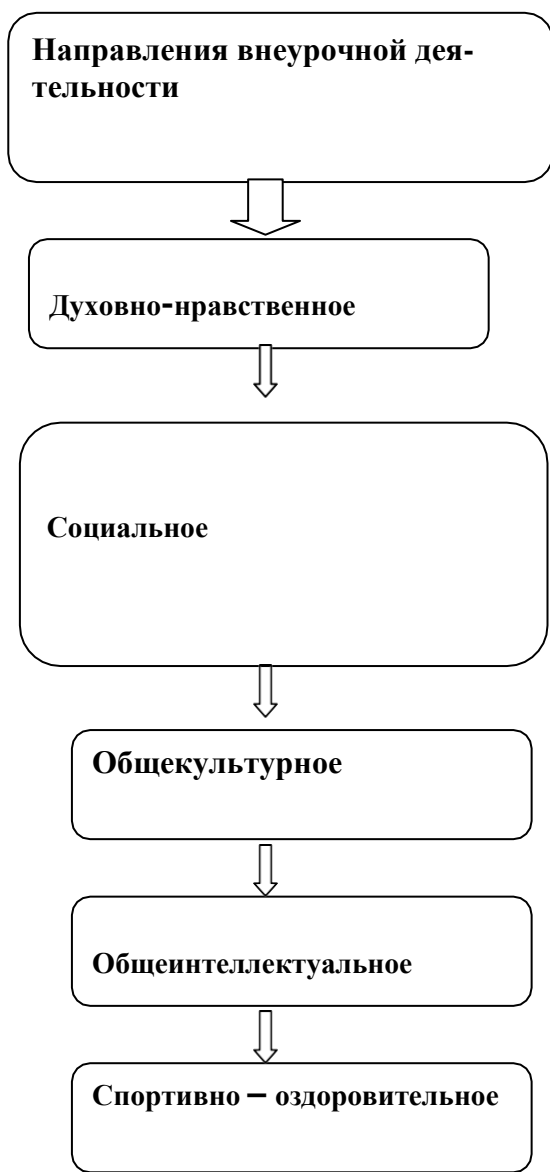 Направления внеурочной дея-
тельности
Духовно-нравственное
Социальное
Общекультурное
Общеинтеллектуальное
Спортивно – оздоровительное